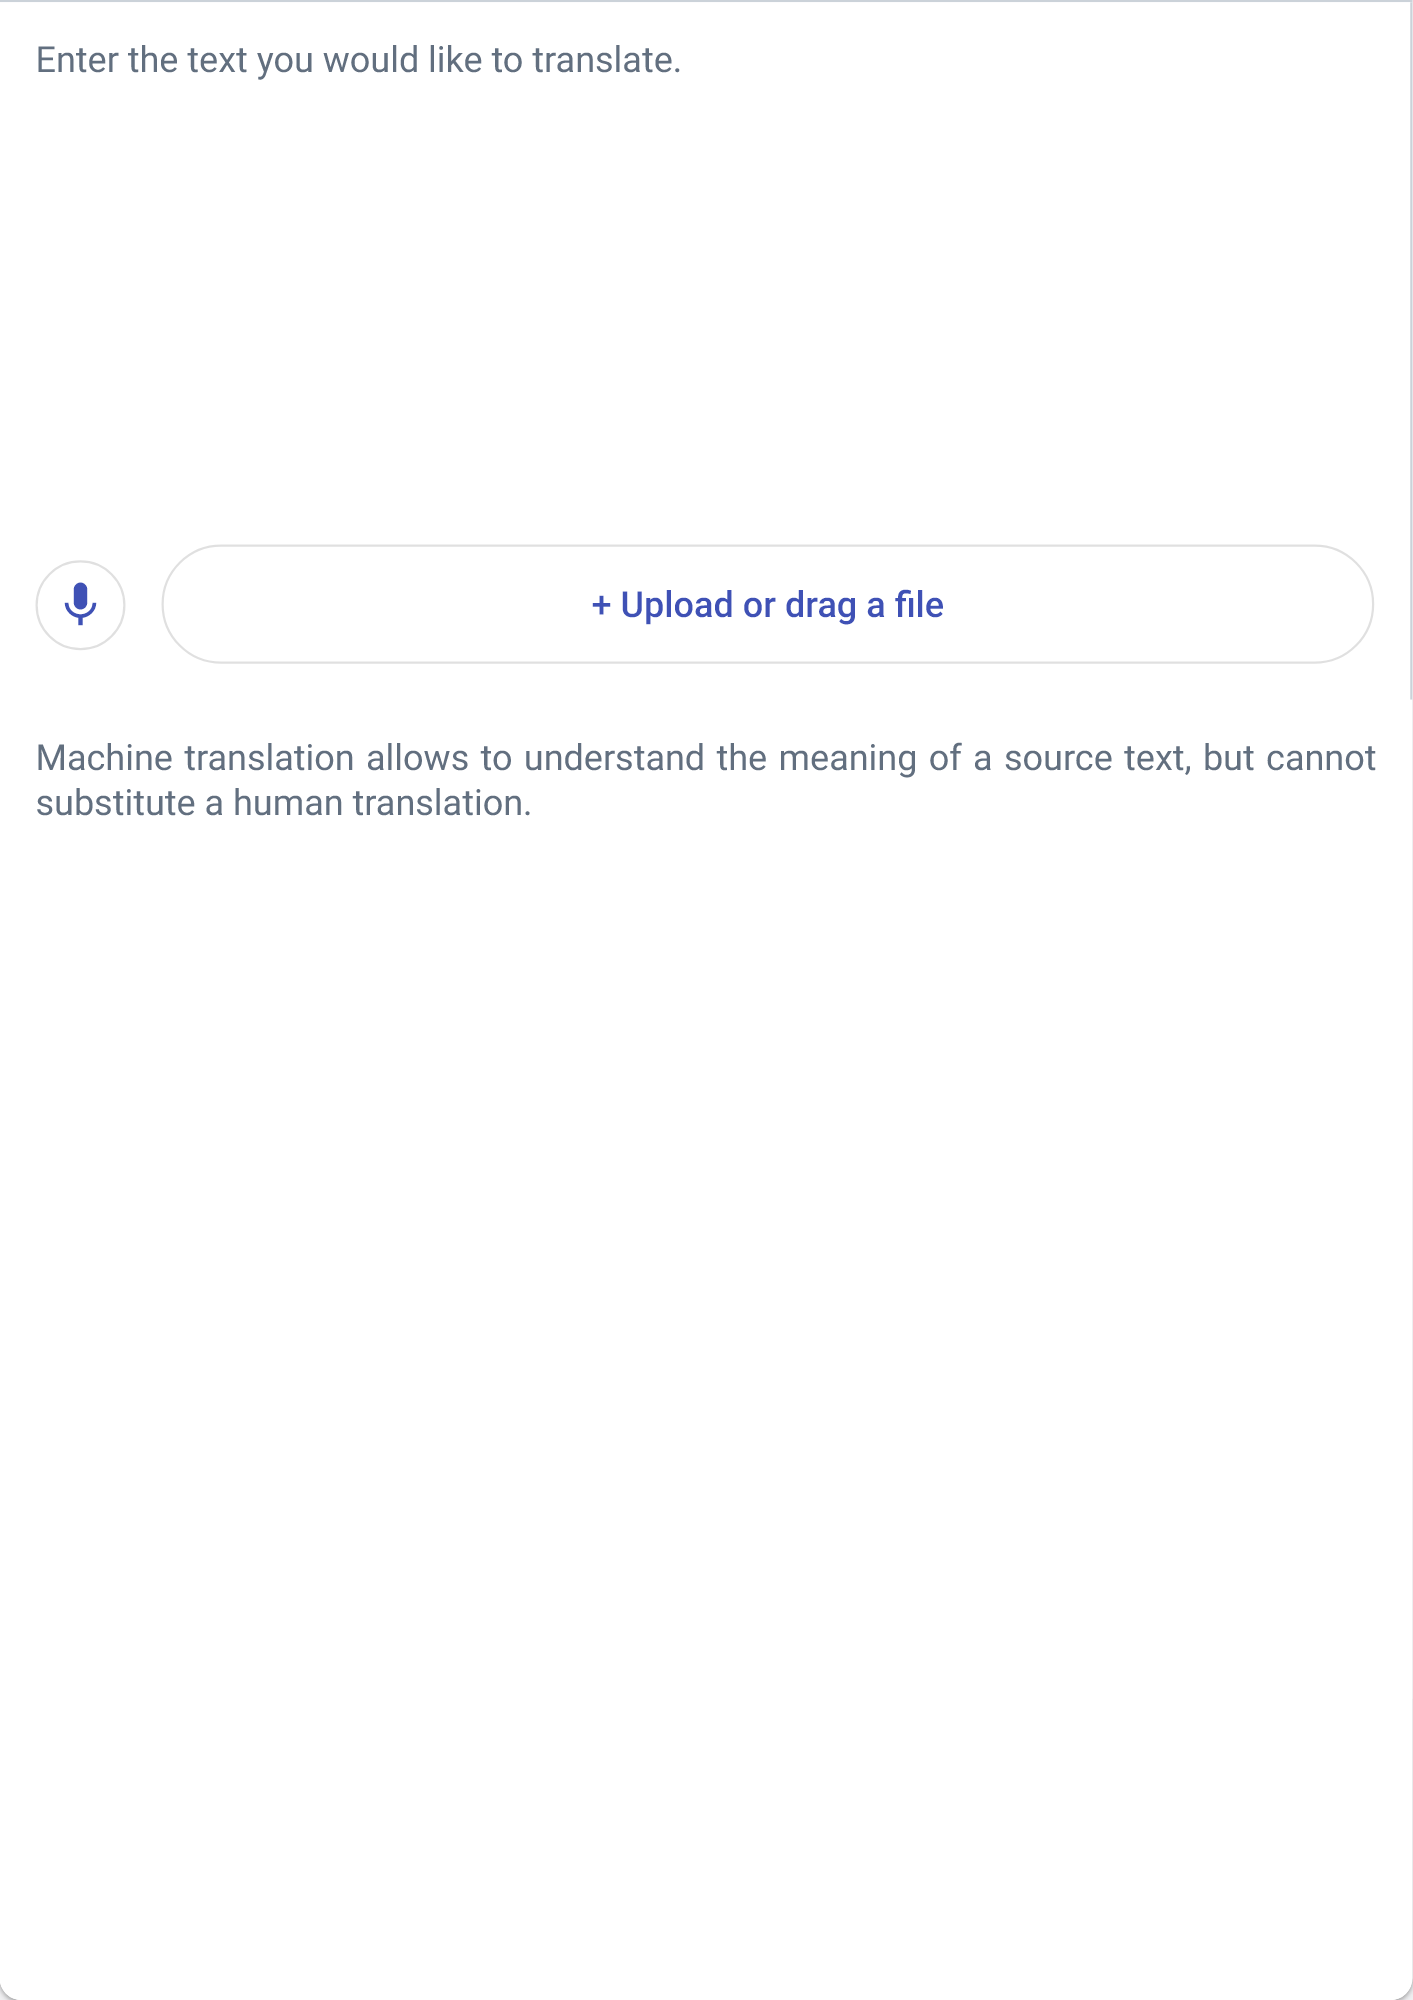 Enter the text you would like to translate.
+ Upload or drag a file
Machine translation allows to understand the meaning of a source text, but cannot
substitute a human translation.